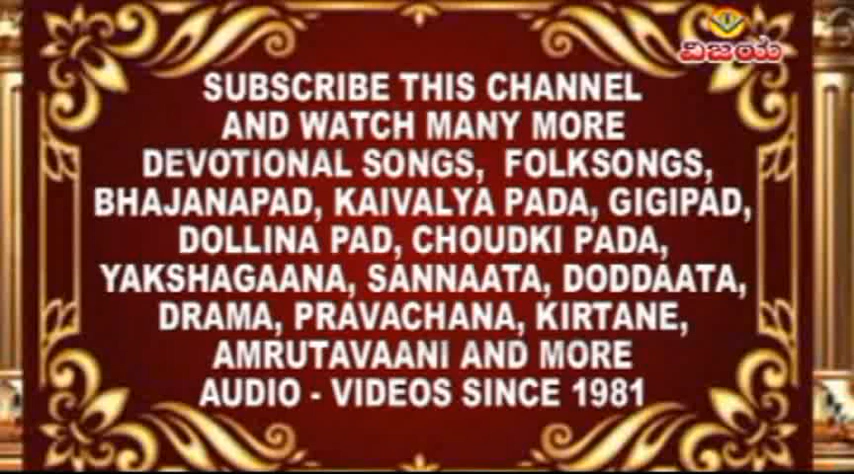 ವಿಜಯ
SUBSCRIBE THIS CHANNEL
AND WATCH MANY MORE
DEVOTIONAL SONGS, FOLKSONGS,
BHAJANAPAD, KAIVALYA PADA, GIGIPAD,
DOLLINA PAD, CHOUDKI PADA,
YAKSHAGAANA, SANNAATA, DODDAATA,
DRAMA, PRAVACHANA, KIRTANE,
AMRUTAVAANI AND MORE
AUDIO - VIDEOS SINCE 1981